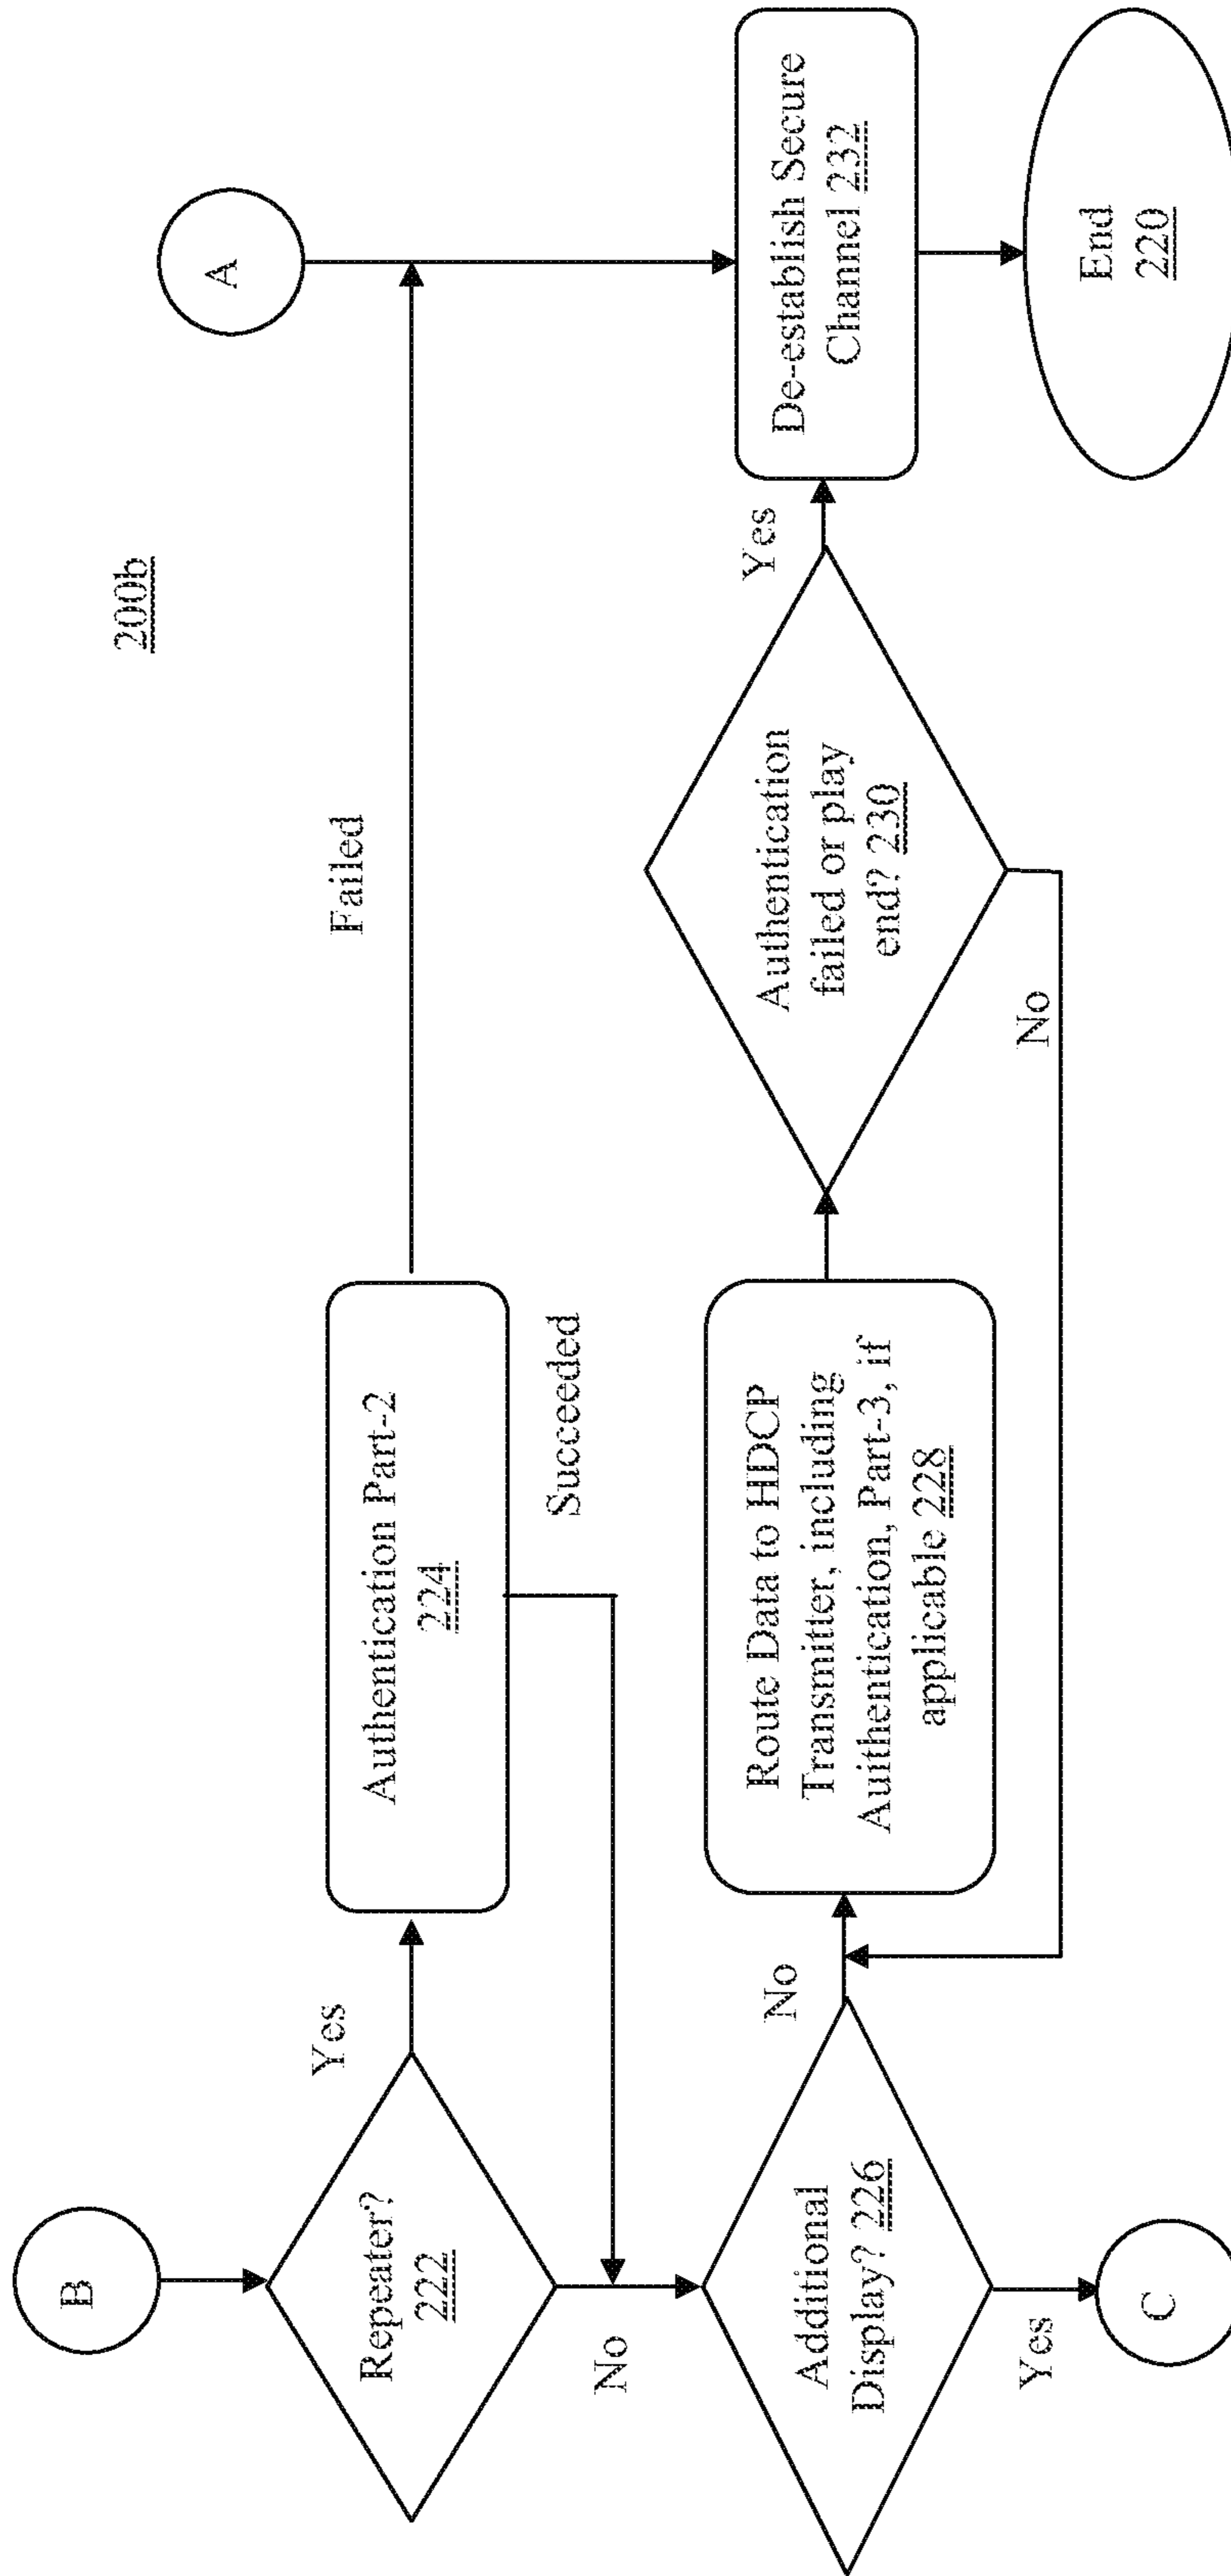 200b
B
A
Repeater?
222
Yes
Authentication Part-2
224
Failed
Succeeded
No
Additional
Display? 226
No
Route Data to HDCP
Transmitter, including
Auithentication, Part-3, if
applicable 228
Authentication
failed or play
end? 230
Yes
De-establish Secure
Channel 232
No
Yes
C
End
220